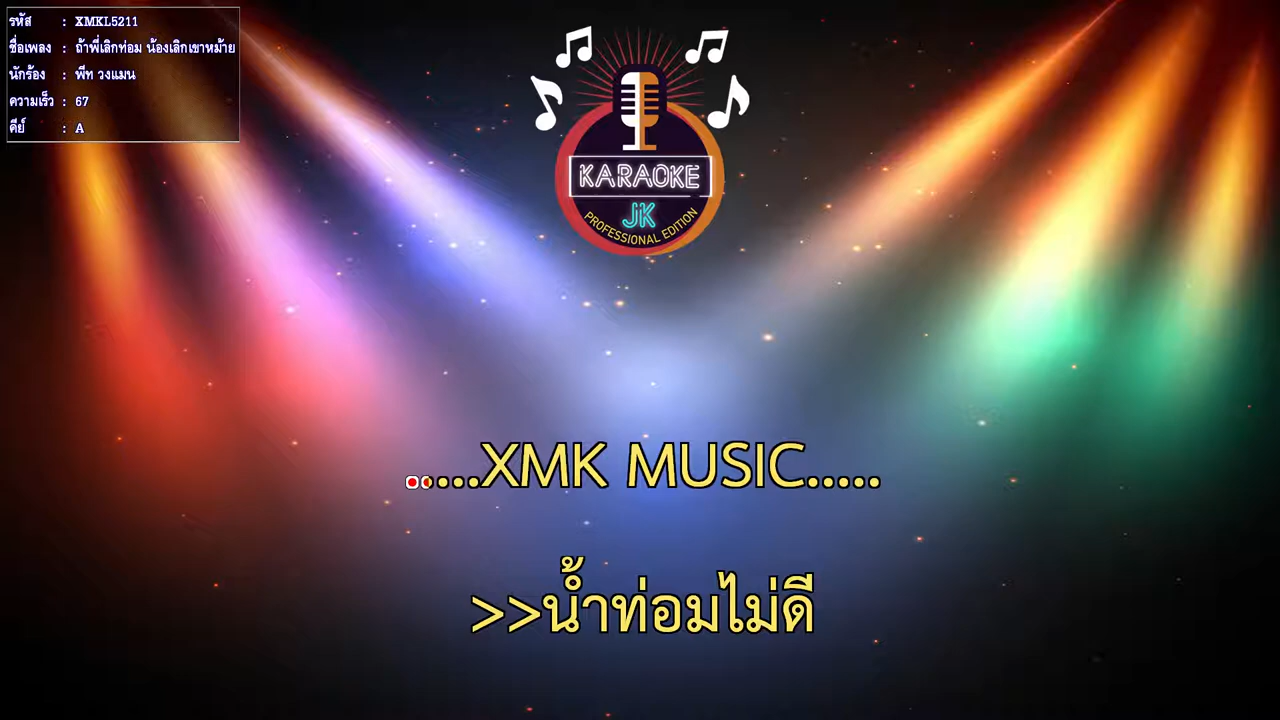 รหัส : XMKL5211
ชื่อเพลง : ถ้าพี่เลิกท่อม น้องเลิกเขาหม้าย
นักร้อง : พีท วงแมน
ความเร็ว : 67
คีย์ : A
KARAOKE
JK
PROFESSIONAL EDITION
.....XMK MUSIC.....
>>น้ำท่อมไม่ดี